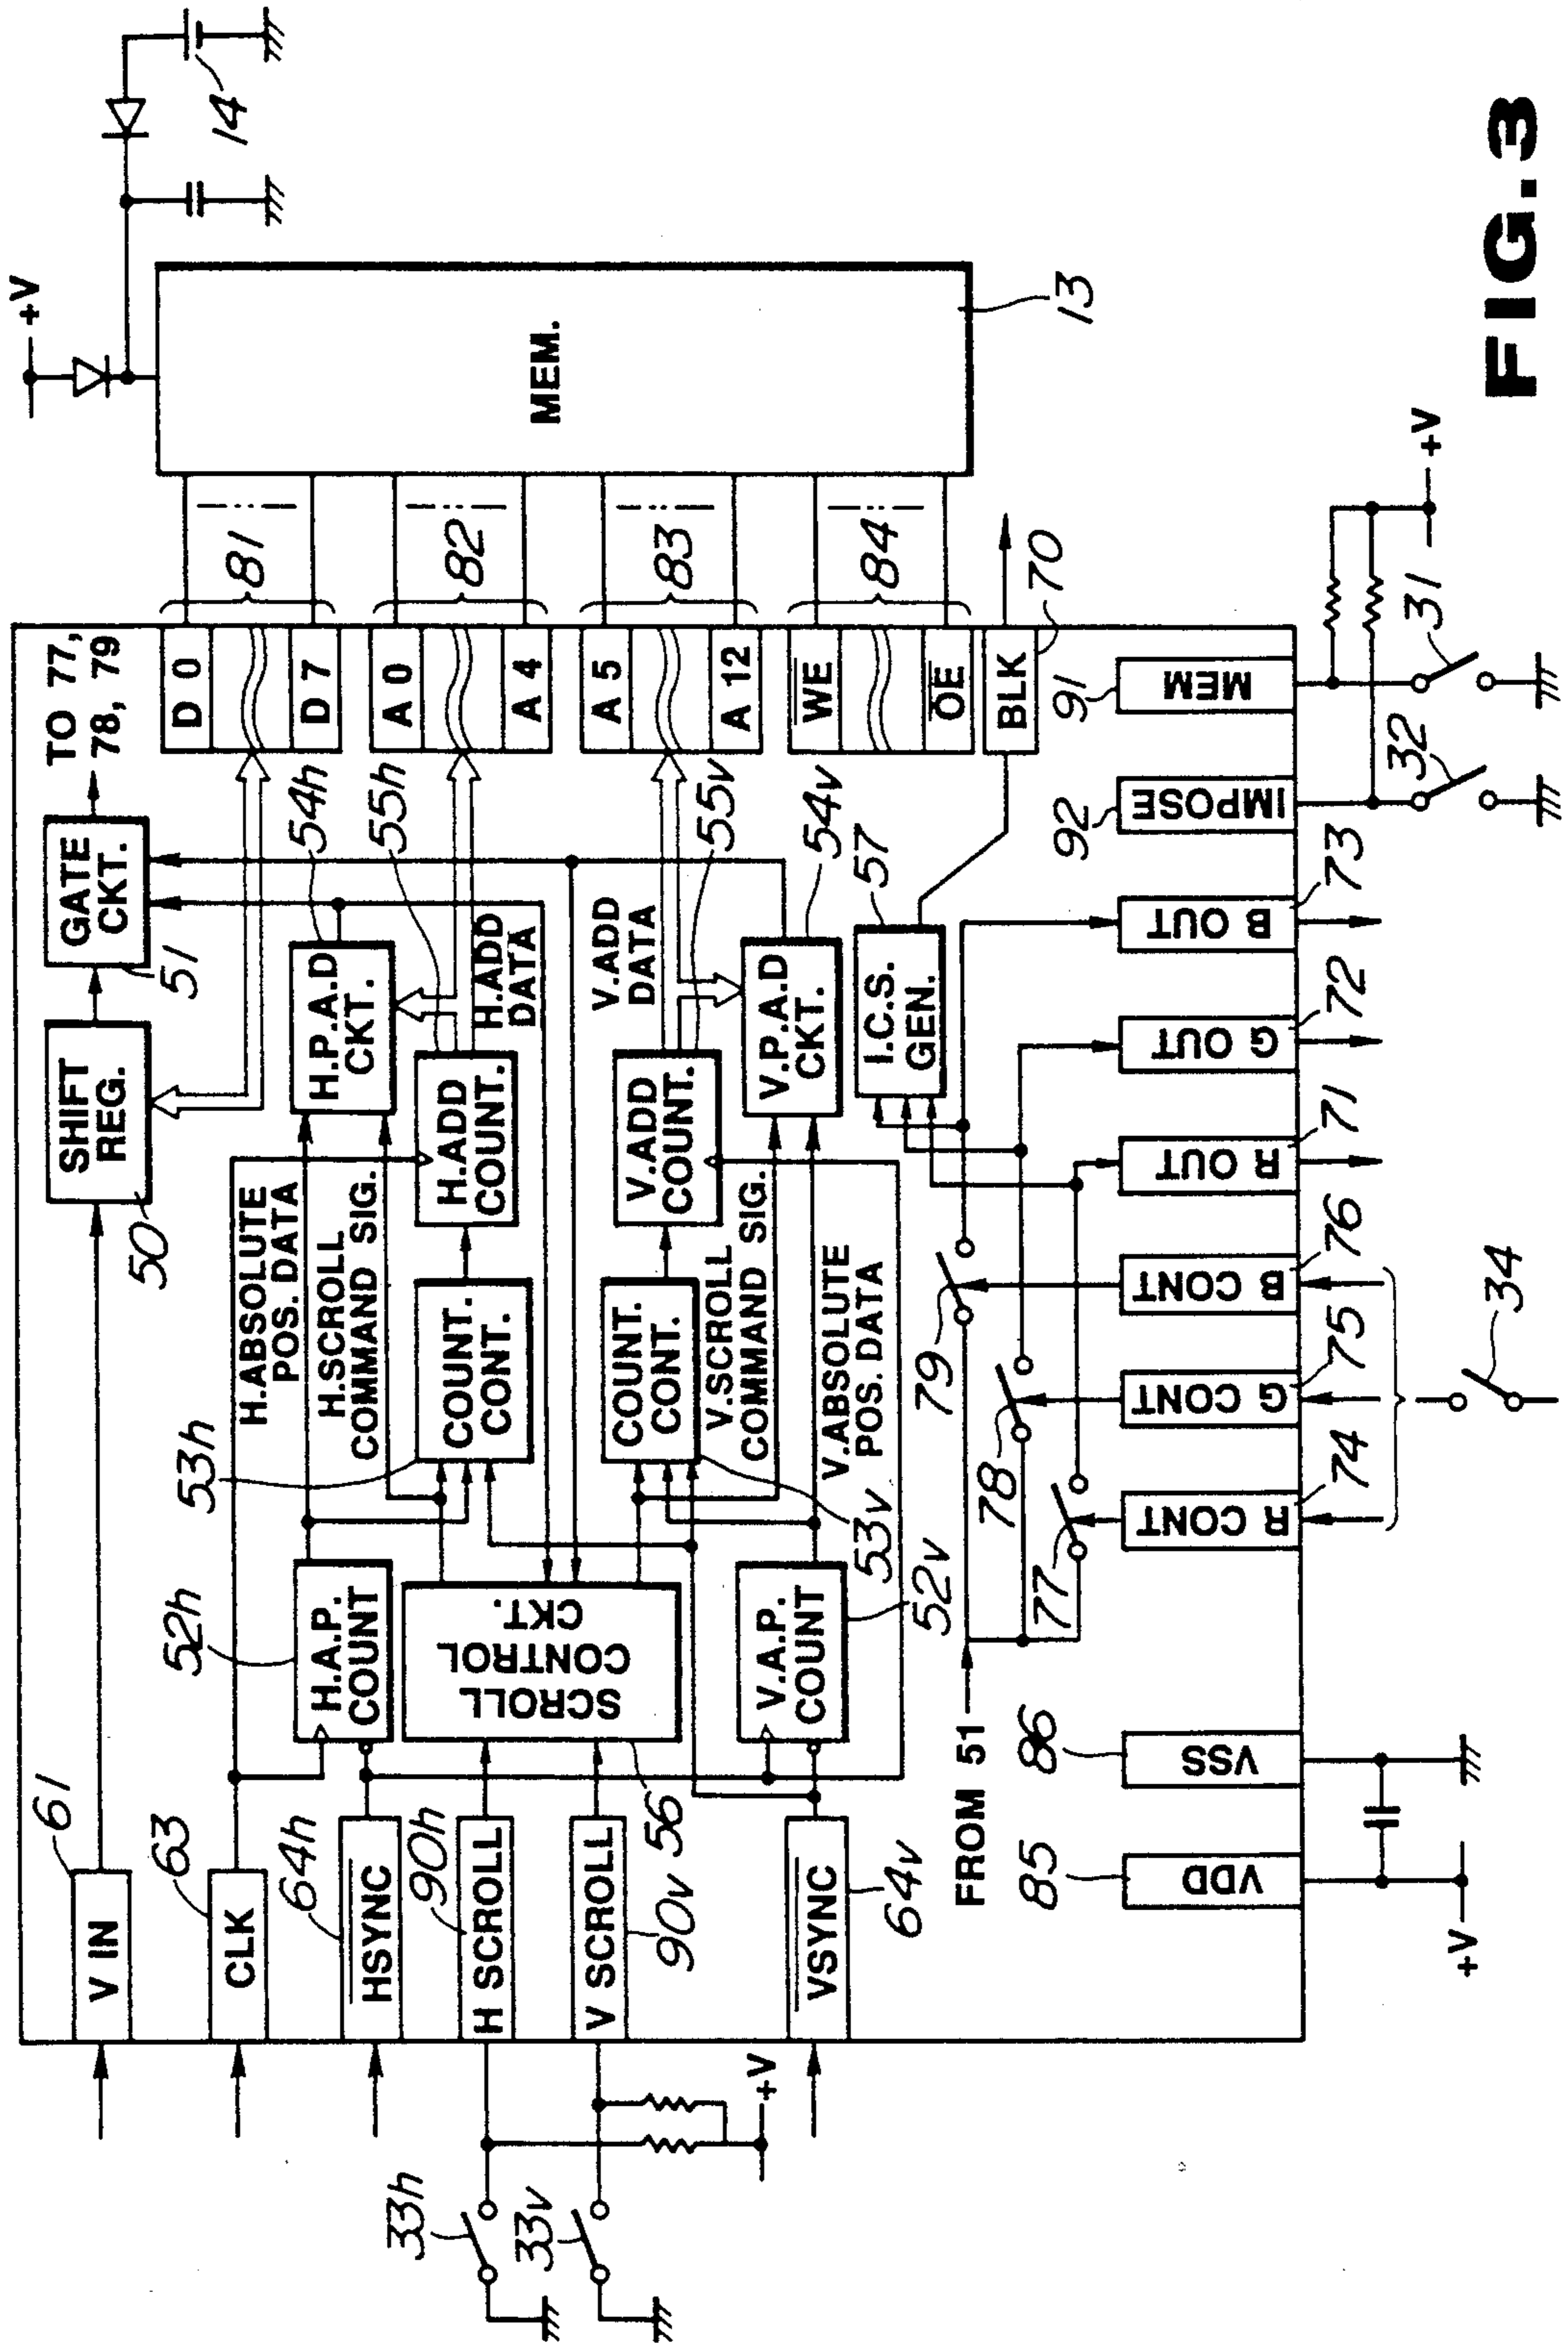 +V
14
MEM.
13
61
V IN
50
SHIFT
REG.
51
GATE
CKT.
TO 77,
78, 79
D 0
D 7
81
63
CLK
H.ABSOLUTE
POS. DATA
H.SCROLL
COMMAND SIG.
52h
H.A.P.
COUNT
53h
COUNT.
CONT.
H.P.A.D
CKT.
54h
H.ADD
COUNT.
55h
H.ADD
DATA
A 0
A 4
82
64h
HSYNC
90h
H SCROLL
V SCROLL
90v
56
SCROLL
CONTROL
CKT.
COUNT.
CONT.
53v
V.ADD
COUNT.
V.ADD
DATA
55v
A 5
A 12
83
V.SCROLL
COMMAND SIG.
V.ABSOLUTE
POS. DATA
V.A.P.
COUNT
52v
V.P.A.D
CKT.
54v
VSYNC
64v
33h
33v
+V
I.C.S.
GEN.
57
WE
OE
84
BLK
70
FROM 51
77
78
79
+V
VDD
85
VSS
86
R CONT
74
G CONT
75
B CONT
76
34
R OUT
71
G OUT
72
B OUT
73
IMPOSE
92
MEM
91
32
31
+V
FIG.3